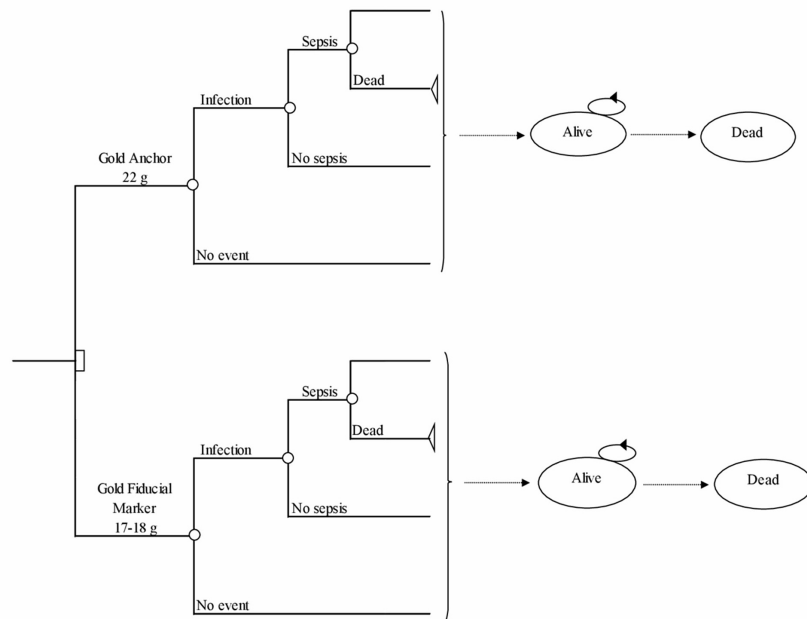 Sepsis
Dead
Infection
Alive
Dead
Gold Anchor
22 g
No sepsis
No event
Sepsis
Dead
Infection
Alive
Dead
Gold Fiducial
Marker
17-18 g
No sepsis
No event